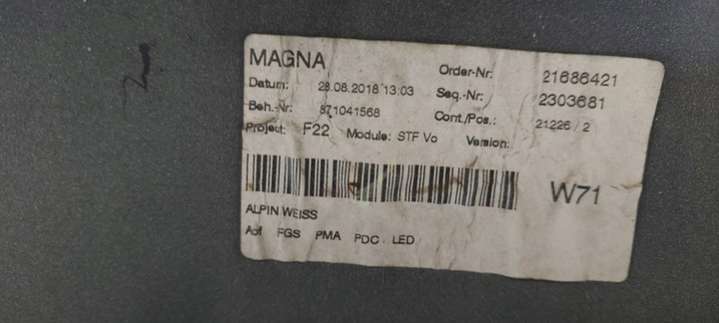 MAGNA Order-Nr: 21686421
Datum: 28.08.2018 13:03 Seq.-Nr: 2303681
Beh.-Nr: 871041568 Cont./Pos.: 21226 / 2
Project: F22 Module: STF Vo Version:
W71
ALPIN WEISS
FGS PMA PDC LED